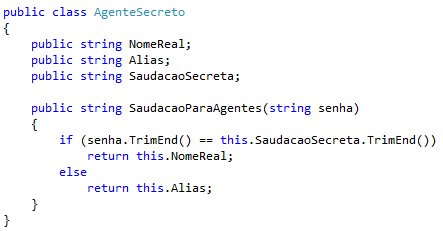 public class AgenteSecreto
{
    public string NomeReal;
    public string Alias;
    public string SaudacaoSecreta;

    public string SaudacaoParaAgentes(string senha)
    {
        if (senha.TrimEnd() == this.SaudacaoSecreta.TrimEnd())
            return this.NomeReal;
        else
            return this.Alias;
    }
}